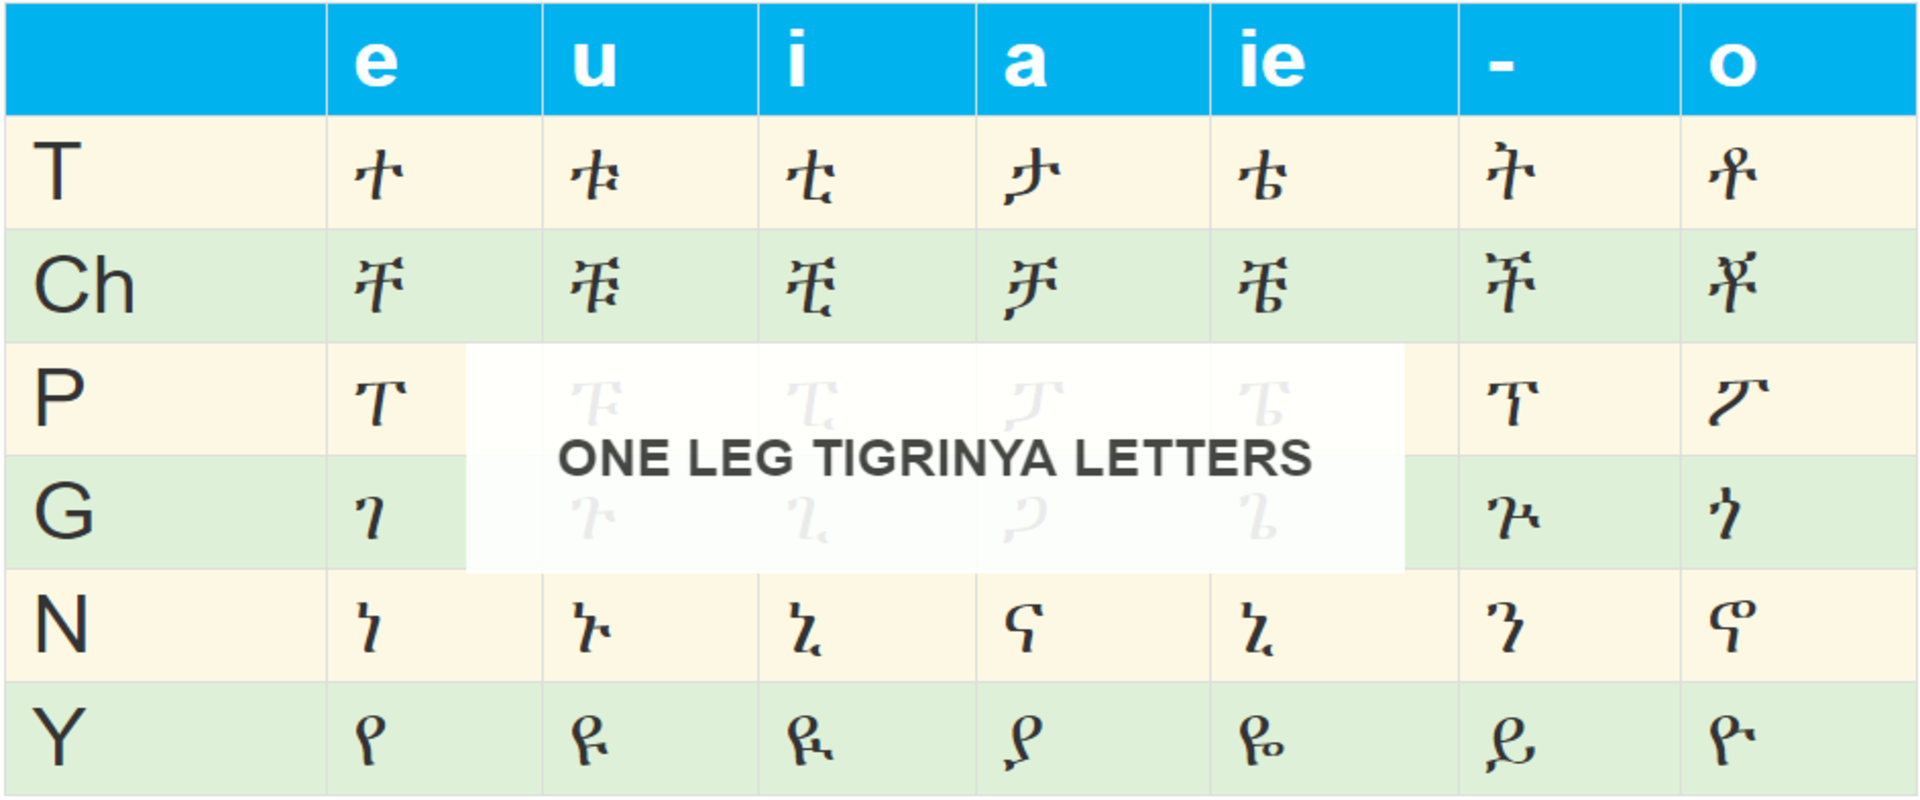 e u i a ie - o
T ተ ቱ ቲ ታ ቴ ት ቶ
Ch ቸ ቹ ቺ ቻ ቼ ች ቾ
P ፐ ፑ ፒ ፓ ፔ ፕ ፖ
ONE LEG TIGRINYA LETTERS
G ገ ጉ ጊ ጋ ጌ ጕ ጎ
N ነ ኑ ኒ ና ኒ ን ኖ
Y የ ዩ ዪ ያ ዬ ይ ዮ